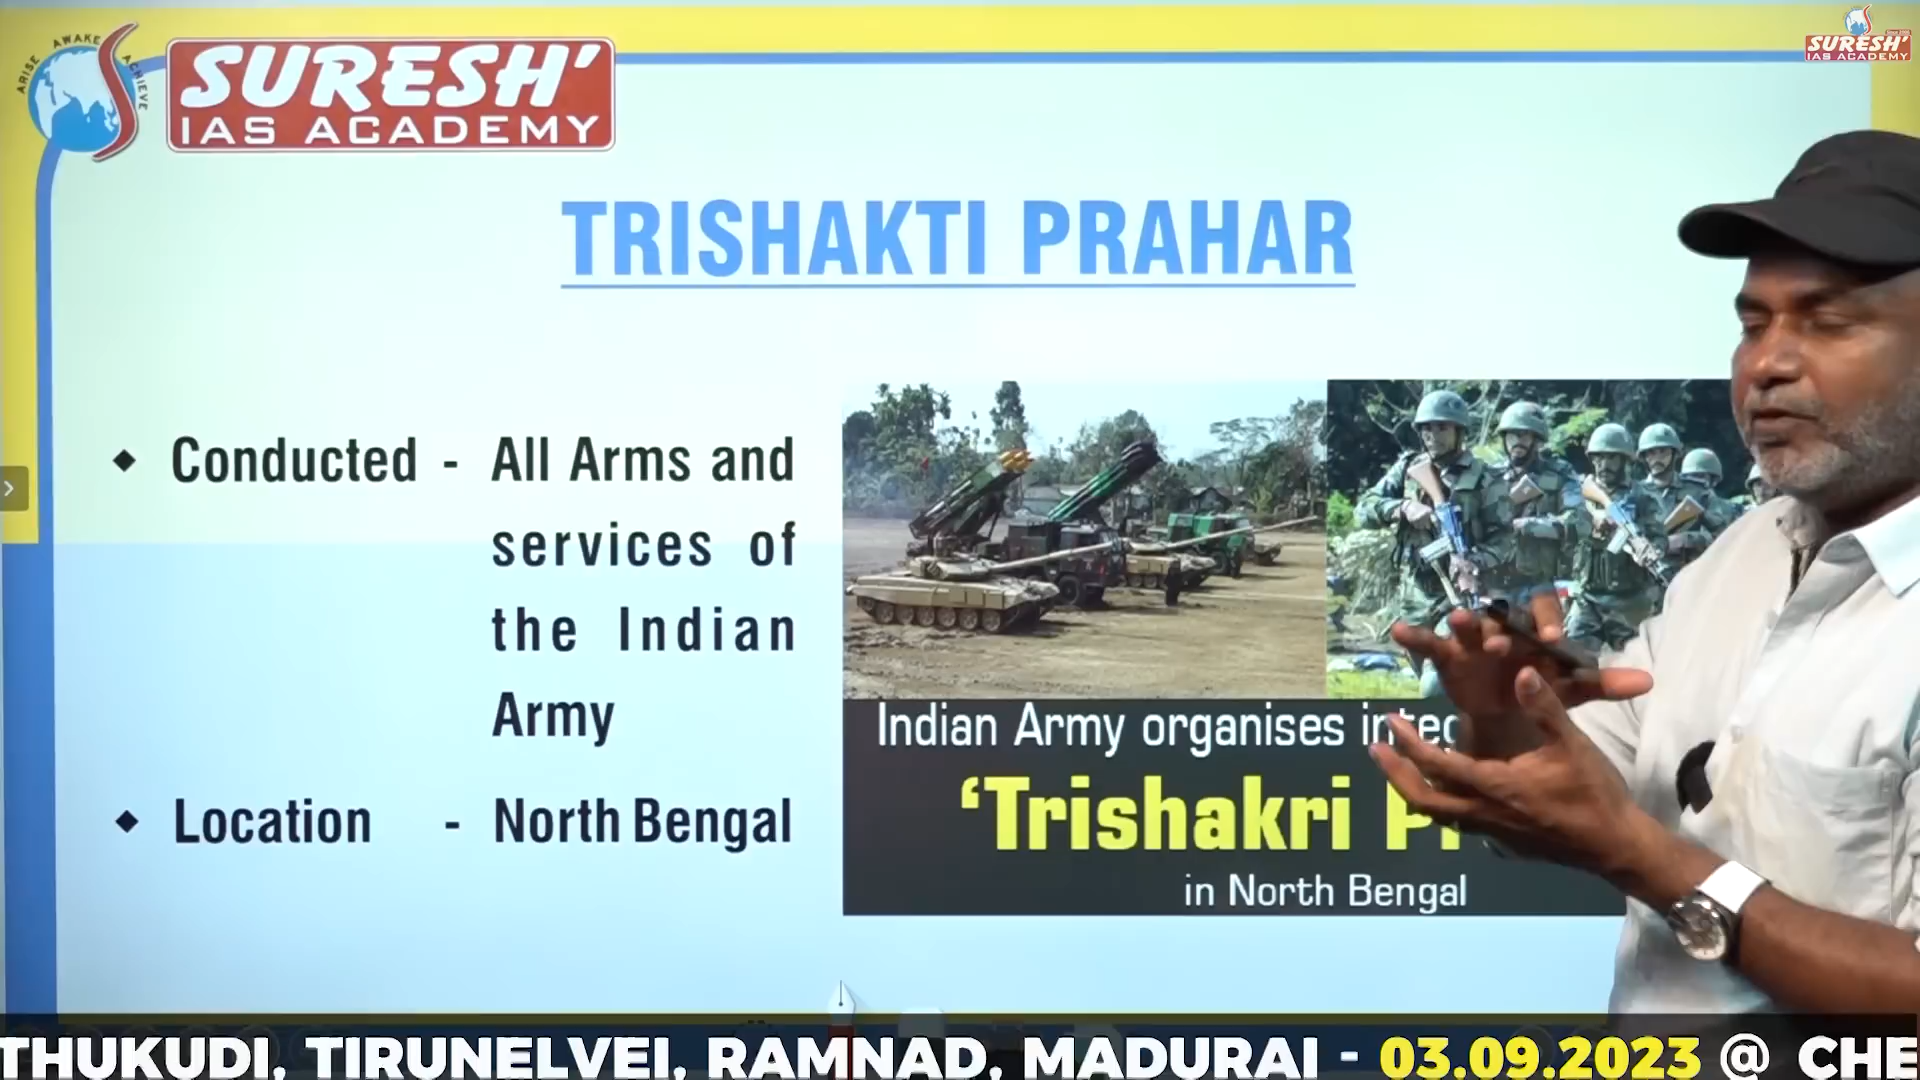 ARISE AWAKE ACHIEVE
SURESH'
IAS ACADEMY
SURESH'
IAS ACADEMY
TRISHAKTI PRAHAR
Conducted - All Arms and
services of
the Indian
Army
Location - North Bengal
Indian Army organises integ
‘Trishakri
in North Bengal
THUKUDI, TIRUNELVEI, RAMNAD, MADURAI - 03.09.2023 @ CHE